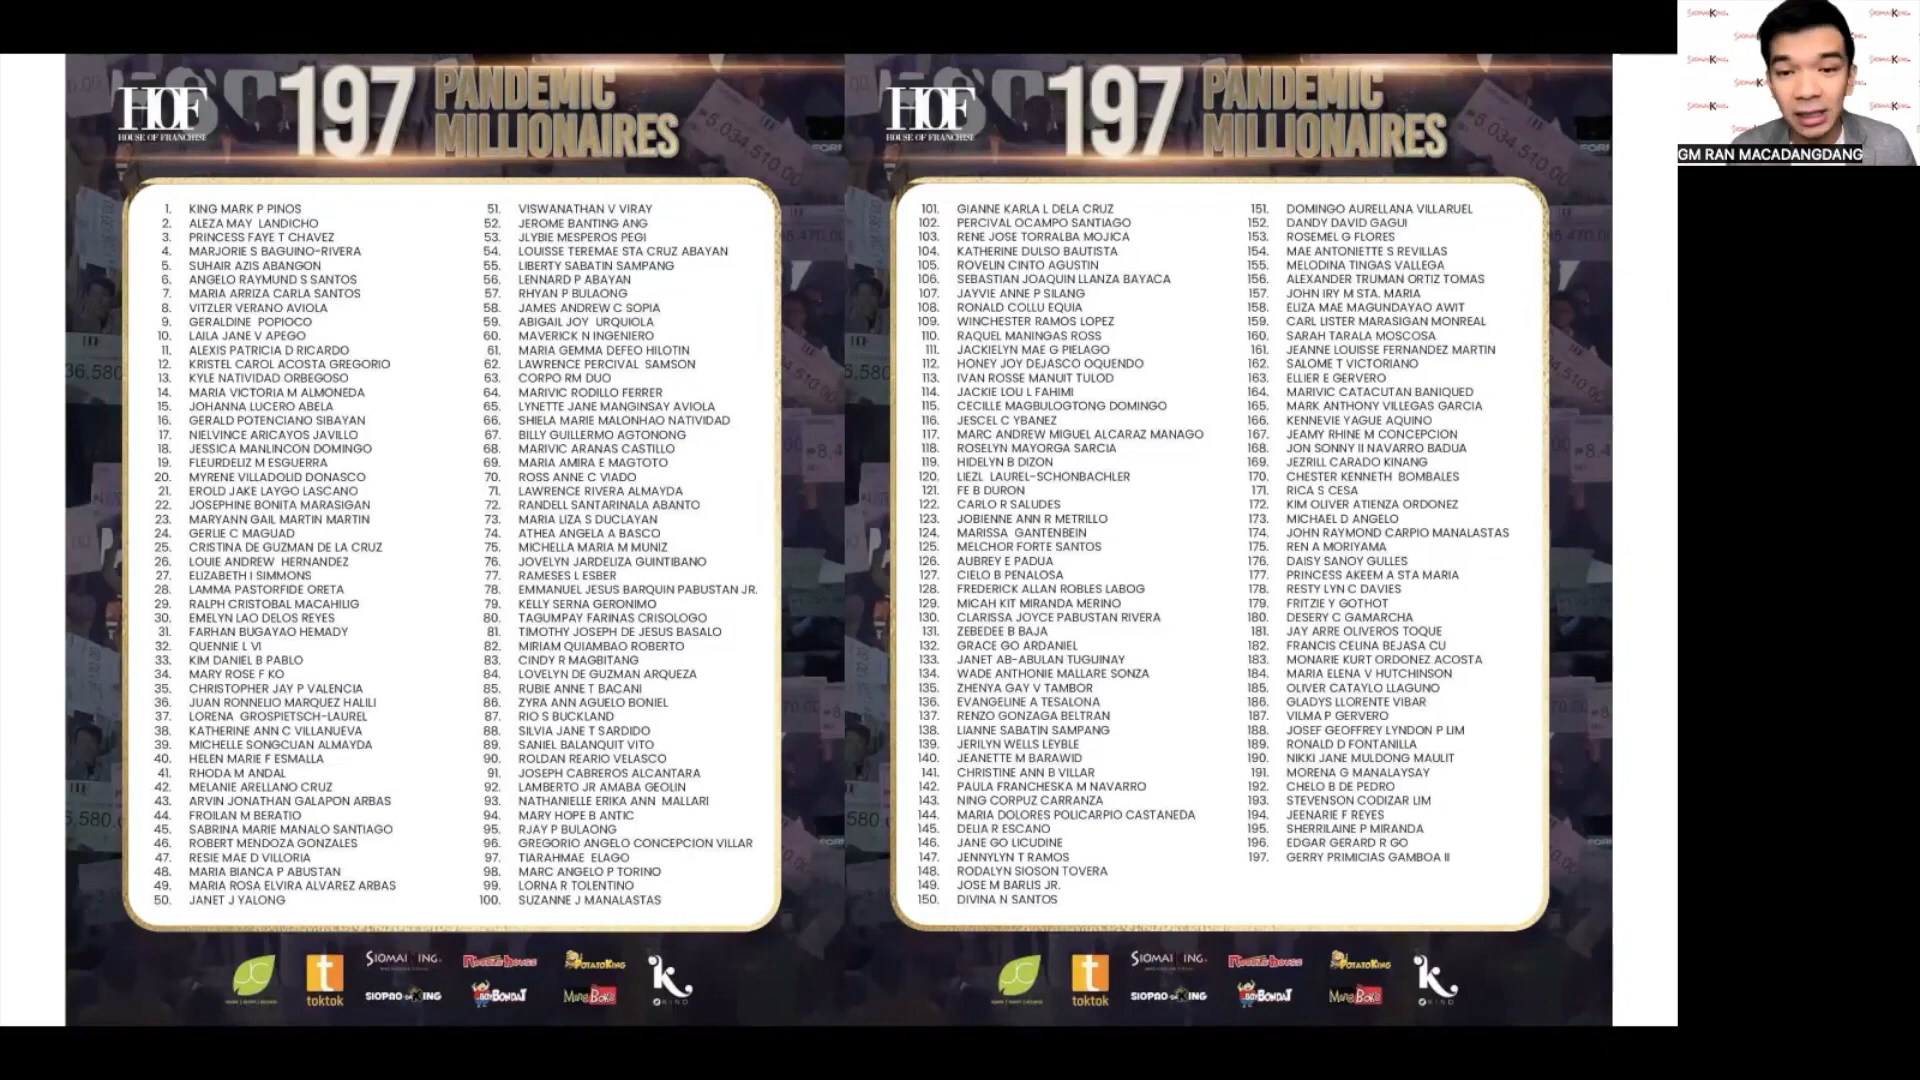 HOF
HOUSE OF FRANCHISE
197
PANDEMIC
MILLIONAIRES
1. KING MARK P PINOS
2. ALEZA MAY LANDICHO
3. PRINCESS FAYE T CHAVEZ
4. MARJORIE S BAGUINO-RIVERA
5. SUHAIR AZIS ABANGON
6. ANGELO RAYMUND S SANTOS
7. MARIA ARRIZA CARLA SANTOS
8. VITZLER VERANO AVIOLA
9. GERALDINE POPIOCO
10. LAILA JANE V APEGO
11. ALEXIS PATRICIA D RICARDO
12. KRISTEL CAROL ACOSTA GREGORIO
13. KYLE NATIVIDAD ORBEGOSO
14. MARIA VICTORIA M ALMONEDA
15. JOHANNA LUCERO ABELA
16. GERALD POTENCIANO SIBAYAN
17. NIELVINCE ARICAYOS JAVILLO
18. JESSICA MANLINCON DOMINGO
19. FLEURDELIZ M ESGUERRA
20. MYRENE VILLADOLID DONASCO
21. EROLD JAKE LAYGO LASCANO
22. JOSEPHINE BONITA MARASIGAN
23. MARYANN GAIL MARTIN MARTIN
24. GERLIE C MAGUAD
25. CRISTINA DE GUZMAN DE LA CRUZ
26. LOUIE ANDREW HERNANDEZ
27. ELIZABETH I SIMMONS
28. LAMMA PASTORFIDE ORETA
29. RALPH CRISTOBAL MACAHILIG
30. EMELYN LAO DELOS REYES
31. FARHAN BUGAYAO HEMADY
32. QUENNIE L VI
33. KIM DANIEL B PABLO
34. MARY ROSE F KO
35. CHRISTOPHER JAY P VALENCIA
36. JUAN RONNELIO MARQUEZ HALILI
37. LORENA GROSPIETSCH-LAUREL
38. KATHERINE ANN C VILLANUEVA
39. MICHELLE SONGCUAN ALMAYDA
40. HELEN MARIE F ESMALLA
41. RHODA M ANDAL
42. MELANIE ARELLANO CRUZ
43. ARVIN JONATHAN GALAPON ARBAS
44. FROILAN M BERATIO
45. SABRINA MARIE MANALO SANTIAGO
46. ROBERT MENDOZA GONZALES
47. RESIE MAE D VILLORIA
48. MARIA BIANCA P ABUSTAN
49. MARIA ROSA ELVIRA ALVAREZ ARBAS
50. JANET J YALONG
51. VISWANATHAN V VIRAY
52. JEROME BANTING ANG
53. JLYBIE MESPEROS PEGI
54. LOUISSE TEREMAE STA CRUZ ABAYAN
55. LIBERTY SABATIN SAMPANG
56. LENNARD P ABAYAN
57. RHYAN P BULAONG
58. JAMES ANDREW C SOPIA
59. ABIGAIL JOY URQUIOLA
60. MAVERICK N INGENIERO
61. MARIA GEMMA DEFEO HILOTIN
62. LAWRENCE PERCIVAL SAMSON
63. CORPO RM DUO
64. MARIVIC RODILLO FERRER
65. LYNETTE JANE MANGINSAY AVIOLA
66. SHIELA MARIE MALONHAO NATIVIDAD
67. BILLY GUILLERMO AGTONONG
68. MARIVIC ARANAS CASTILLO
69. MARIA AMIRA E MAGTOTO
70. ROSS ANNE C VIADO
71. LAWRENCE RIVERA ALMAYDA
72. RANDELL SANTARINALA ABANTO
73. MARIA LIZA S DUCLAYAN
74. ATHEA ANGELA A BASCO
75. MICHELLA MARIA M MUNIZ
76. JOVELYN JARDELIZA GUINTIBANO
77. RAMESES L ESBER
78. EMMANUEL JESUS BARQUIN PABUSTAN JR.
79. KELLY SERNA GERONIMO
80. TAGUMPAY FARINAS CRISOLOGO
81. TIMOTHY JOSEPH DE JESUS BASALO
82. MIRIAM QUIAMBAO ROBERTO
83. CINDY R MAGBITANG
84. LOVELYN DE GUZMAN ARQUEZA
85. RUBIE ANNE T BACANI
86. ZYRA ANN AGUELO BONIEL
87. RIO S BUCKLAND
88. SILVIA JANE T SARDIDO
89. SANIEL BALANQUIT VITO
90. ROLDAN REARIO VELASCO
91. JOSEPH CABREROS ALCANTARA
92. LAMBERTO JR AMABA GEOLIN
93. NATHANIELLE ERIKA ANN MALLARI
94. MARY HOPE B ANTIC
95. RJAY P BULAONG
96. GREGORIO ANGELO CONCEPCION VILLAR
97. TIARAHMAE ELAGO
98. MARC ANGELO P TORINO
99. LORNA R TOLENTINO
100. SUZANNE J MANALASTAS
toktok
SIOMAI KING
NOODLE HOUSE
POTATO KING
SIOPAO DA KING
BOY BONDAT
MANG BOK'S
k
KIND
HOF
HOUSE OF FRANCHISE
197
PANDEMIC
MILLIONAIRES
101. GIANNE KARLA L DELA CRUZ
102. PERCIVAL OCAMPO SANTIAGO
103. RENE JOSE TORRALBA MOJICA
104. KATHERINE DULSO BAUTISTA
105. ROVELIN CINTO AGUSTIN
106. SEBASTIAN JOAQUIN LLANZA BAYACA
107. JAYVIE ANNE P SILANG
108. RONALD COLLU EQUIA
109. WINCHESTER RAMOS LOPEZ
110. RAQUEL MANINGAS ROSS
111. JACKIELYN MAE G PIELAGO
112. HONEY JOY DEJASCO OQUENDO
113. IVAN ROSSE MANUIT TULOD
114. JACKIE LOU L FAHIMI
115. CECILLE MAGBULOGTONG DOMINGO
116. JESCEL C YBANEZ
117. MARC ANDREW MIGUEL ALCARAZ MANAGO
118. ROSELYN MAYORGA SARCIA
119. HIDELYN B DIZON
120. LIEZL LAUREL-SCHONBACHLER
121. FE B DURON
122. CARLO R SALUDES
123. JOBIENNE ANN R METRILLO
124. MARISSA GANTENBEIN
125. MELCHOR FORTE SANTOS
126. AUBREY E PADUA
127. CIELO B PENALOSA
128. FREDERICK ALLAN ROBLES LABOG
129. MICAH KIT MIRANDA MERINO
130. CLARISSA JOYCE PABUSTAN RIVERA
131. ZEBEDEE B BAJA
132. GRACE GO ARDANIEL
133. JANET AB-ABULAN TUGUINAY
134. WADE ANTHONIE MALLARE SONZA
135. ZHENYA GAY V TAMBOR
136. EVANGELINE A TESALONA
137. RENZO GONZAGA BELTRAN
138. LIANNE SABATIN SAMPANG
139. JERILYN WELLS LEYBLE
140. JEANETTE M BARAWID
141. CHRISTINE ANN B VILLAR
142. PAULA FRANCHESKA M NAVARRO
143. NING CORPUZ CARRANZA
144. MARIA DOLORES POLICARPIO CASTANEDA
145. DELIA R ESCANO
146. JANE GO LICUDINE
147. JENNYLYN T RAMOS
148. RODALYN SIOSON TOVERA
149. JOSE M BARLIS JR.
150. DIVINA N SANTOS
151. DOMINGO AURELLANA VILLARUEL
152. DANDY DAVID GAGUI
153. ROSEMEL G FLORES
154. MAE ANTONIETTE S REVILLAS
155. MELODINA TINGAS VALLEGA
156. ALEXANDER TRUMAN ORTIZ TOMAS
157. JOHN IRY M STA. MARIA
158. ELIZA MAE MAGUNDAYAO AWIT
159. CARL LISTER MARASIGAN MONREAL
160. SARAH TARALA MOSCOSA
161. JEANNE LOUISSE FERNANDEZ MARTIN
162. SALOME T VICTORIANO
163. ELLIER E GERVERO
164. MARIVIC CATACUTAN BANIQUED
165. MARK ANTHONY VILLEGAS GARCIA
166. KENNEVIE YAGUE AQUINO
167. JEAMY RHINE M CONCEPCION
168. JON SONNY II NAVARRO BADUA
169. JEZRILL CARADO KINANG
170. CHESTER KENNETH BOMBALES
171. RICA S CESA
172. KIM OLIVER ATIENZA ORDONEZ
173. MICHAEL D ANGELO
174. JOHN RAYMOND CARPIO MANALASTAS
175. REN A MORIYAMA
176. DAISY SANOY GULLES
177. PRINCESS AKEEM A STA MARIA
178. RESTY LYN C DAVIES
179. FRITZIE Y GOTHOT
180. DESERY C GAMARCHA
181. JAY ARRE OLIVEROS TOQUE
182. FRANCIS CELINA BEJASA CU
183. MONARIE KURT ORDONEZ ACOSTA
184. MARIA ELENA V HUTCHINSON
185. OLIVER CATAYLO LLAGUNO
186. GLADYS LLORENTE VIBAR
187. VILMA P GERVERO
188. JOSEF GEOFFREY LYNDON P LIM
189. RONALD D FONTANILLA
190. NIKKI JANE MULDONG MAULIT
191. MORENA G MANALAYSAY
192. CHELO B DE PEDRO
193. STEVENSON CODIZAR LIM
194. JEENARIE F REYES
195. SHERRILAINE P MIRANDA
196. EDGAR GERARD R GO
197. GERRY PRIMICIAS GAMBOA II
toktok
SIOMAI KING
NOODLE HOUSE
POTATO KING
SIOPAO DA KING
BOY BONDAT
MANG BOK'S
k
KIND
GM RAN MACADANGDANG